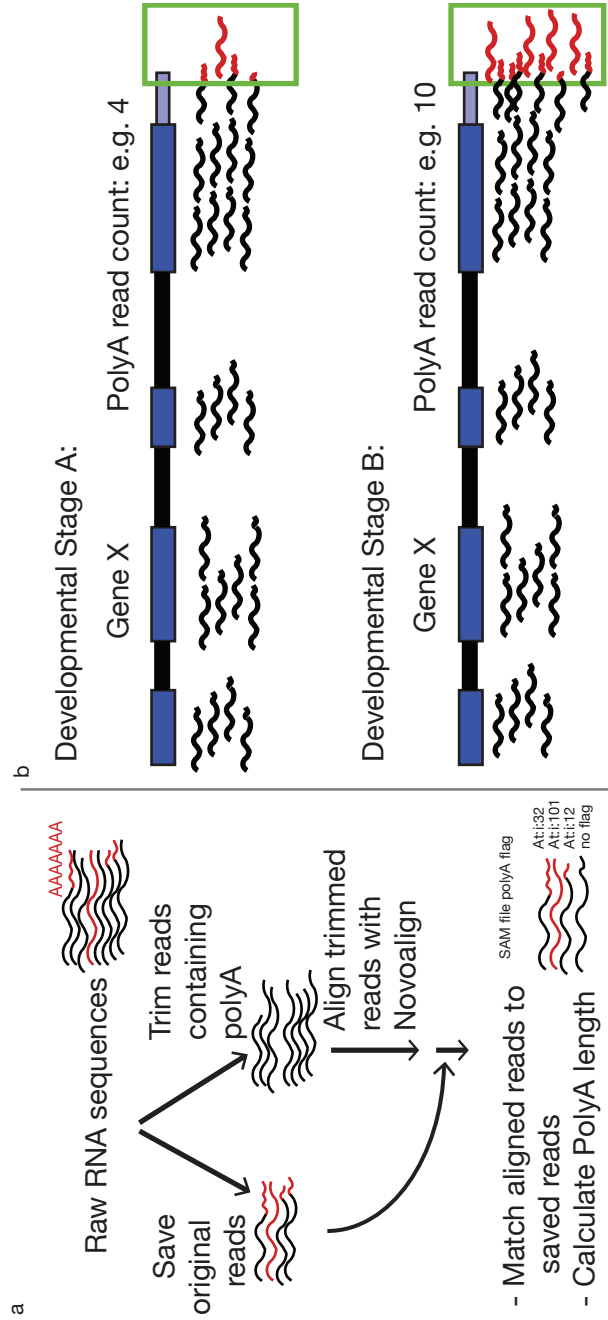 a
Raw RNA sequences
AAAAAAA
Save
original
reads
Trim reads
containing
polyA
Align trimmed
reads with
Novoalign
- Match aligned reads to
saved reads
- Calculate PolyA length
SAM file polyA flag
At:i:32
At:i:101
At:i:12
no flag
b
Developmental Stage A:
Gene X
PolyA read count: e.g. 4
Developmental Stage B:
Gene X
PolyA read count: e.g. 10